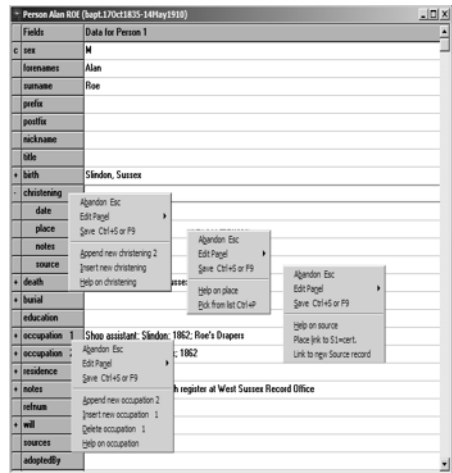 Person Alan ROE (bapt.17Oct1835-14May1910)
Fields Data for Person 1
c sex M
forenames Alan
surname Roe
prefix
postfix
nickname
title
+ birth Slindon, Sussex
- christening
date
place
notes
source
+ death
+ burial
education
+ occupation 1 Shop assistant; Slindon; 1862; Roe's Drapers
+ occupation ; 1862
+ residence
+ notes h register at West Sussex Record Office
refnum
+ will
sources
adoptedBy
Abandon Esc
Edit Panel
Save Ctrl+S or F9
Append new christening 2
Insert new christening
Help on christening
Abandon Esc
Edit Panel
Save Ctrl+S or F9
Help on place
Pick from list Ctrl+P
Abandon Esc
Edit Panel
Save Ctrl+S or F9
Help on source
Place link to S1=cert.
Link to new Source record
Abandon Esc
Edit Panel
Save Ctrl+S or F9
Append new occupation 2
Insert new occupation 1
Delete occupation 1
Help on occupation